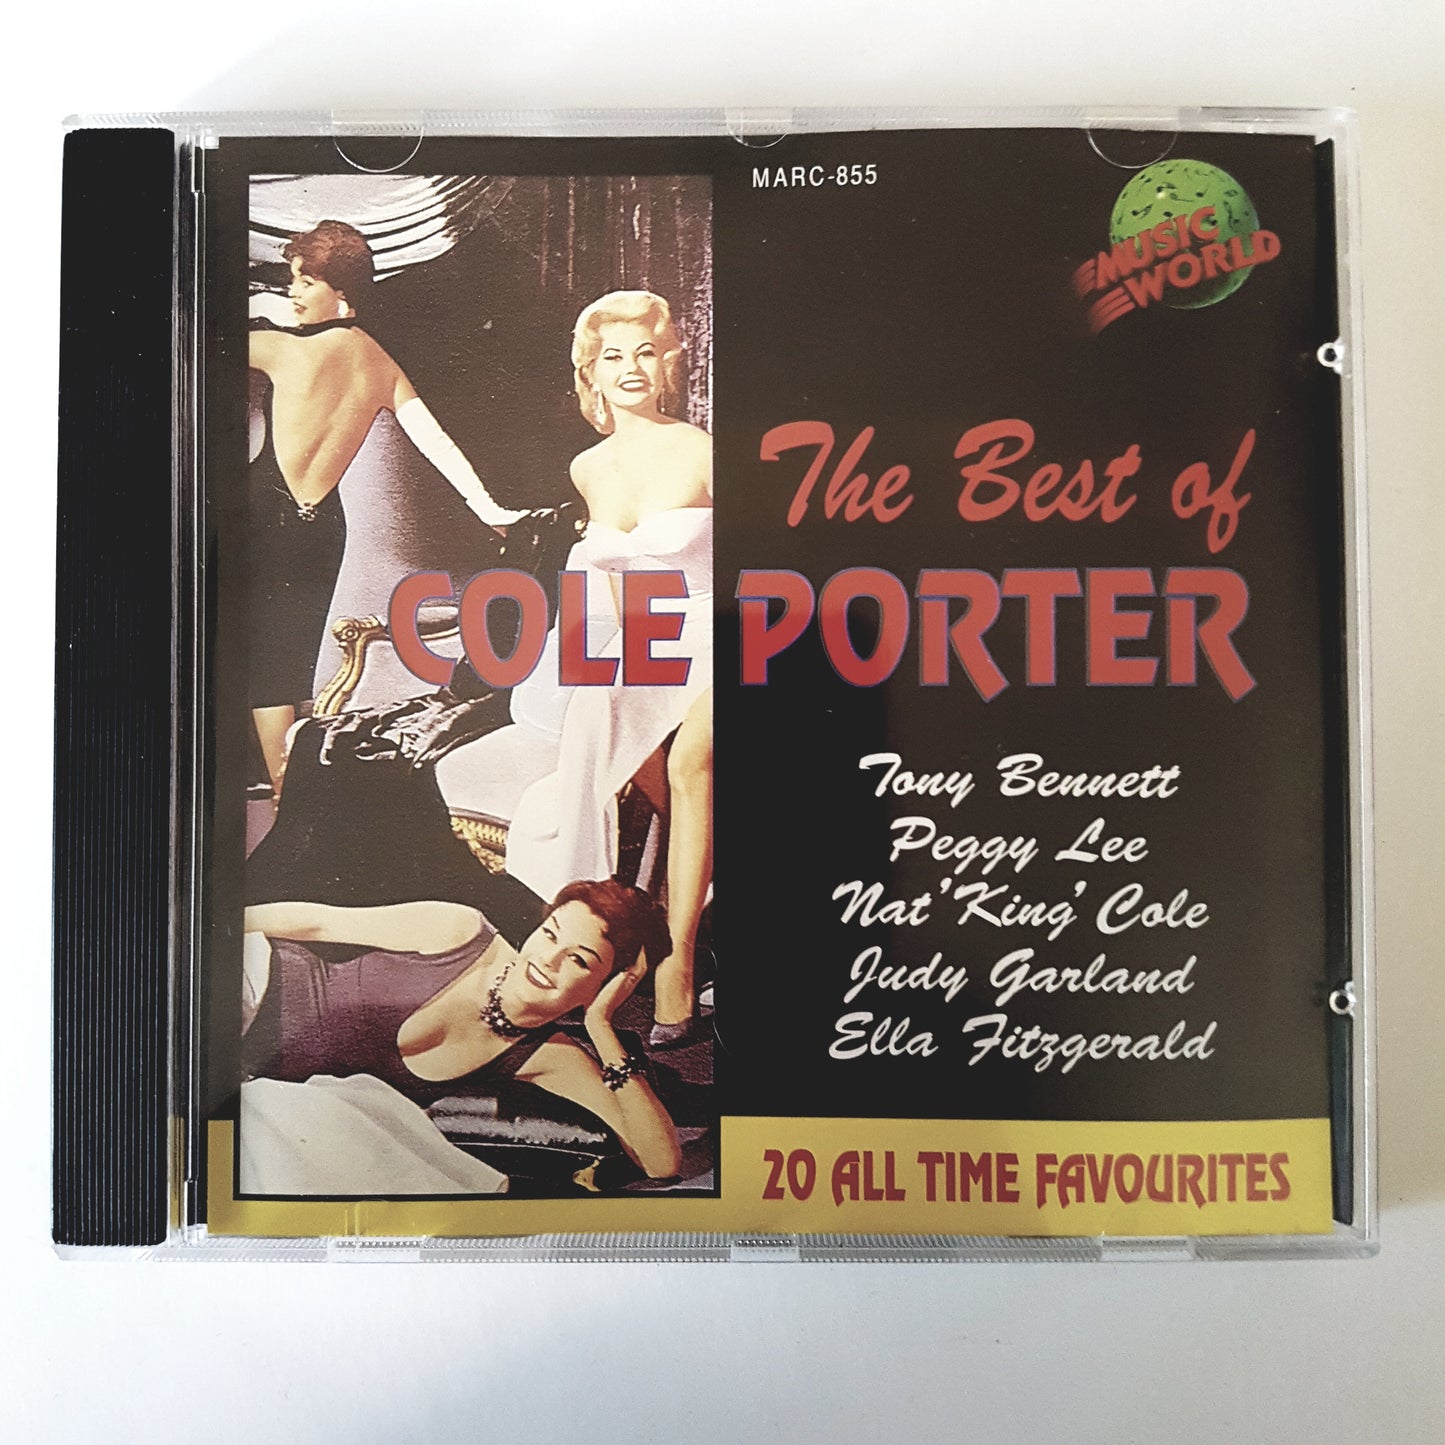 MARC-855
MUSIC
WORLD
The Best of
COLE PORTER
Tony Bennett
Peggy Lee
Nat 'King' Cole
Judy Garland
Ella Fitzgerald
20 ALL TIME FAVOURITES